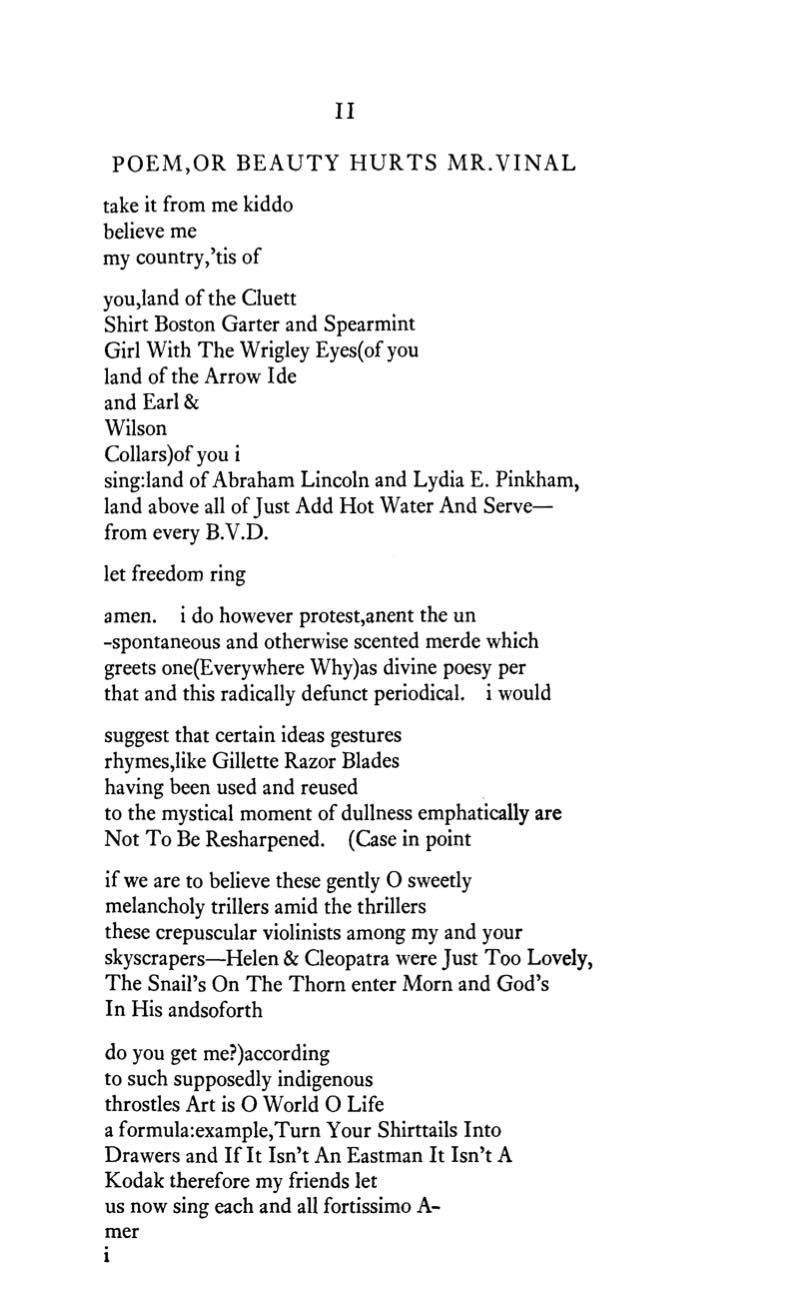 II
POEM,OR BEAUTY HURTS MR.VINAL
take it from me kiddo
believe me
my country,’tis of
you,land of the Cluett
Shirt Boston Garter and Spearmint
Girl With The Wrigley Eyes(of you
land of the Arrow Ide
and Earl &
Wilson
Collars)of you i
sing:land of Abraham Lincoln and Lydia E. Pinkham,
land above all of Just Add Hot Water And Serve—
from every B.V.D.
let freedom ring
amen. i do however protest,anent the un
-spontaneous and otherwise scented merde which
greets one(Everywhere Why)as divine poesy per
that and this radically defunct periodical. i would
suggest that certain ideas gestures
rhymes,like Gillette Razor Blades
having been used and reused
to the mystical moment of dullness emphatically are
Not To Be Resharpened. (Case in point
if we are to believe these gently O sweetly
melancholy trillers amid the thrillers
these crepuscular violinists among my and your
skyscrapers—Helen & Cleopatra were Just Too Lovely,
The Snail’s On The Thorn enter Morn and God’s
In His andsoforth
do you get me?)according
to such supposedly indigenous
throstles Art is O World O Life
a formula:example,Turn Your Shirttails Into
Drawers and If It Isn’t An Eastman It Isn’t A
Kodak therefore my friends let
us now sing each and all fortissimo A-
mer
i